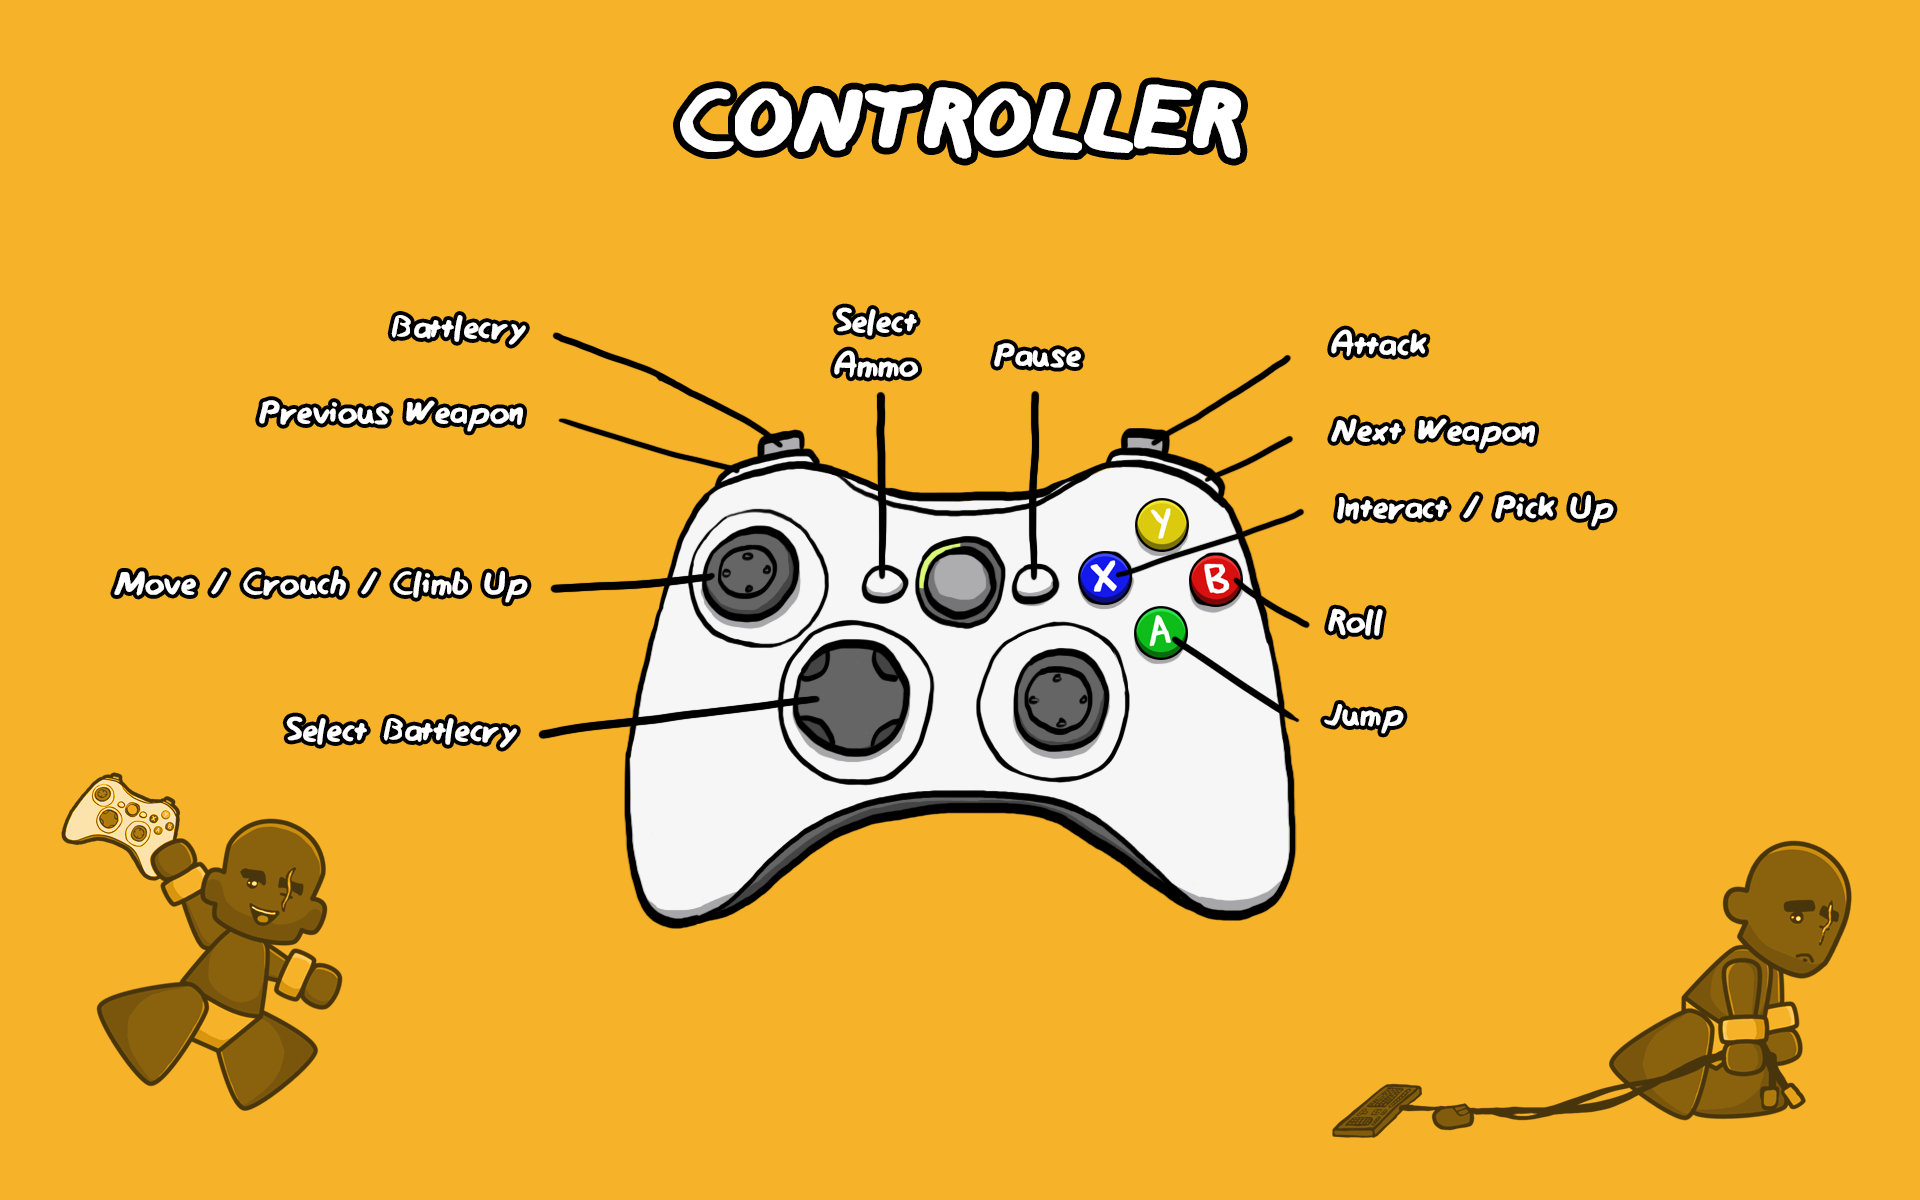 CONTROLLER
Battlecry
Select
Ammo
Pause
Attack
Previous Weapon
Next Weapon
Interact / Pick Up
Move / Crouch / Climb Up
Roll
Select Battlecry
Jump
Y
X
B
A